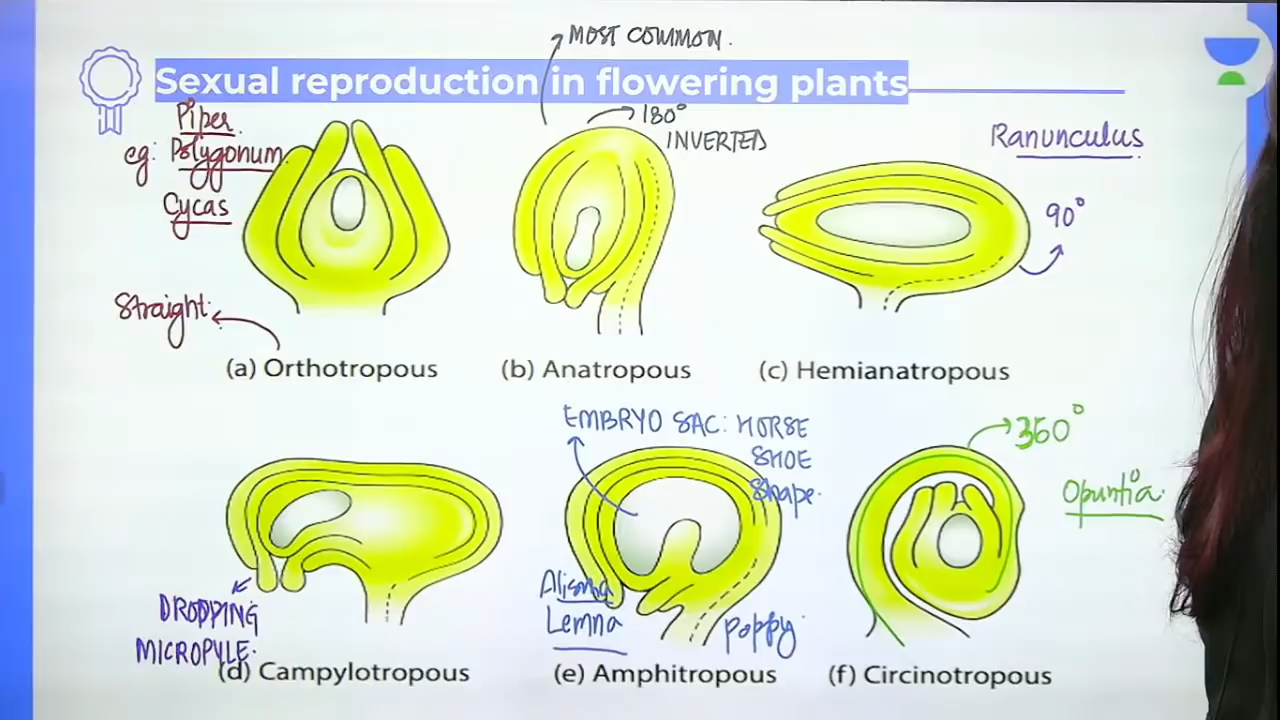 MOST COMMON.
Sexual reproduction in flowering plants
Piper
eg: Polygonum
Cycas
180°
INVERTED
Ranunculus
90°
Straight
(a) Orthotropous
(b) Anatropous
(c) Hemianatropous
EMBRYO SAC: HORSE
SHOE
Shape.
360°
Opuntia
DROPPING
MICROPYLE.
Alisma
Lemna
Poppy
(d) Campylotropous
(e) Amphitropous
(f) Circinotropous